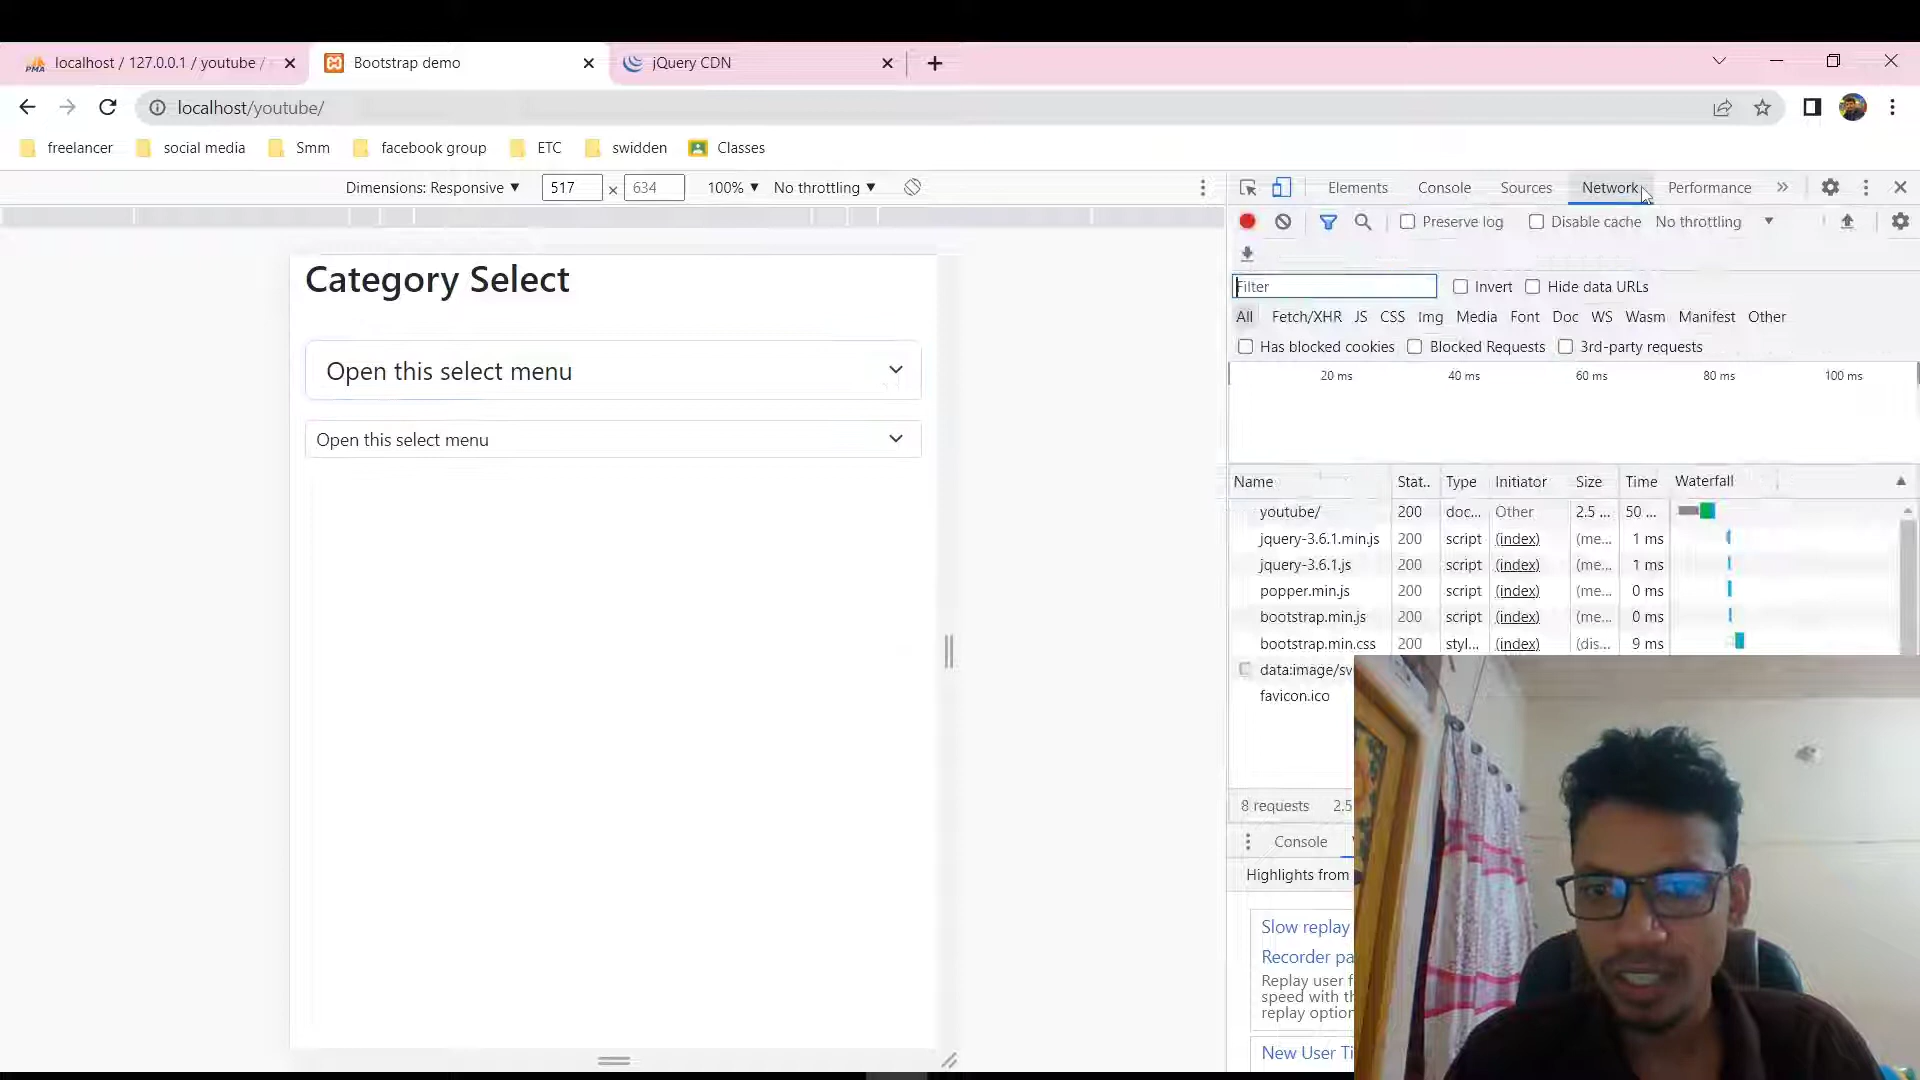 localhost / 127.0.0.1 / youtube /
Bootstrap demo
jQuery CDN
localhost/youtube/
freelancer social media Smm facebook group ETC swidden Classes
Dimensions: Responsive 517 × 634 100% No throttling
Elements Console Sources Network Performance
Preserve log Disable cache No throttling
Filter Invert Hide data URLs
All Fetch/XHR JS CSS Img Media Font Doc WS Wasm Manifest Other
Has blocked cookies Blocked Requests 3rd-party requests
20 ms 40 ms 60 ms 80 ms 100 ms
Category Select
Open this select menu
Open this select menu
Name Stat.. Type Initiator Size Time Waterfall
youtube/ 200 doc... Other 2.5 ... 50 ...
jquery-3.6.1.min.js 200 script (index) (me... 1 ms
jquery-3.6.1.js 200 script (index) (me... 1 ms
popper.min.js 200 script (index) (me... 0 ms
bootstrap.min.js 200 script (index) (me... 0 ms
bootstrap.min.css 200 styl... (index) (dis... 9 ms
data:image/sv
favicon.ico
8 requests 2.5
Console
Highlights from
Slow replay
Recorder pa
Replay user f
speed with th
replay option
New User Ti